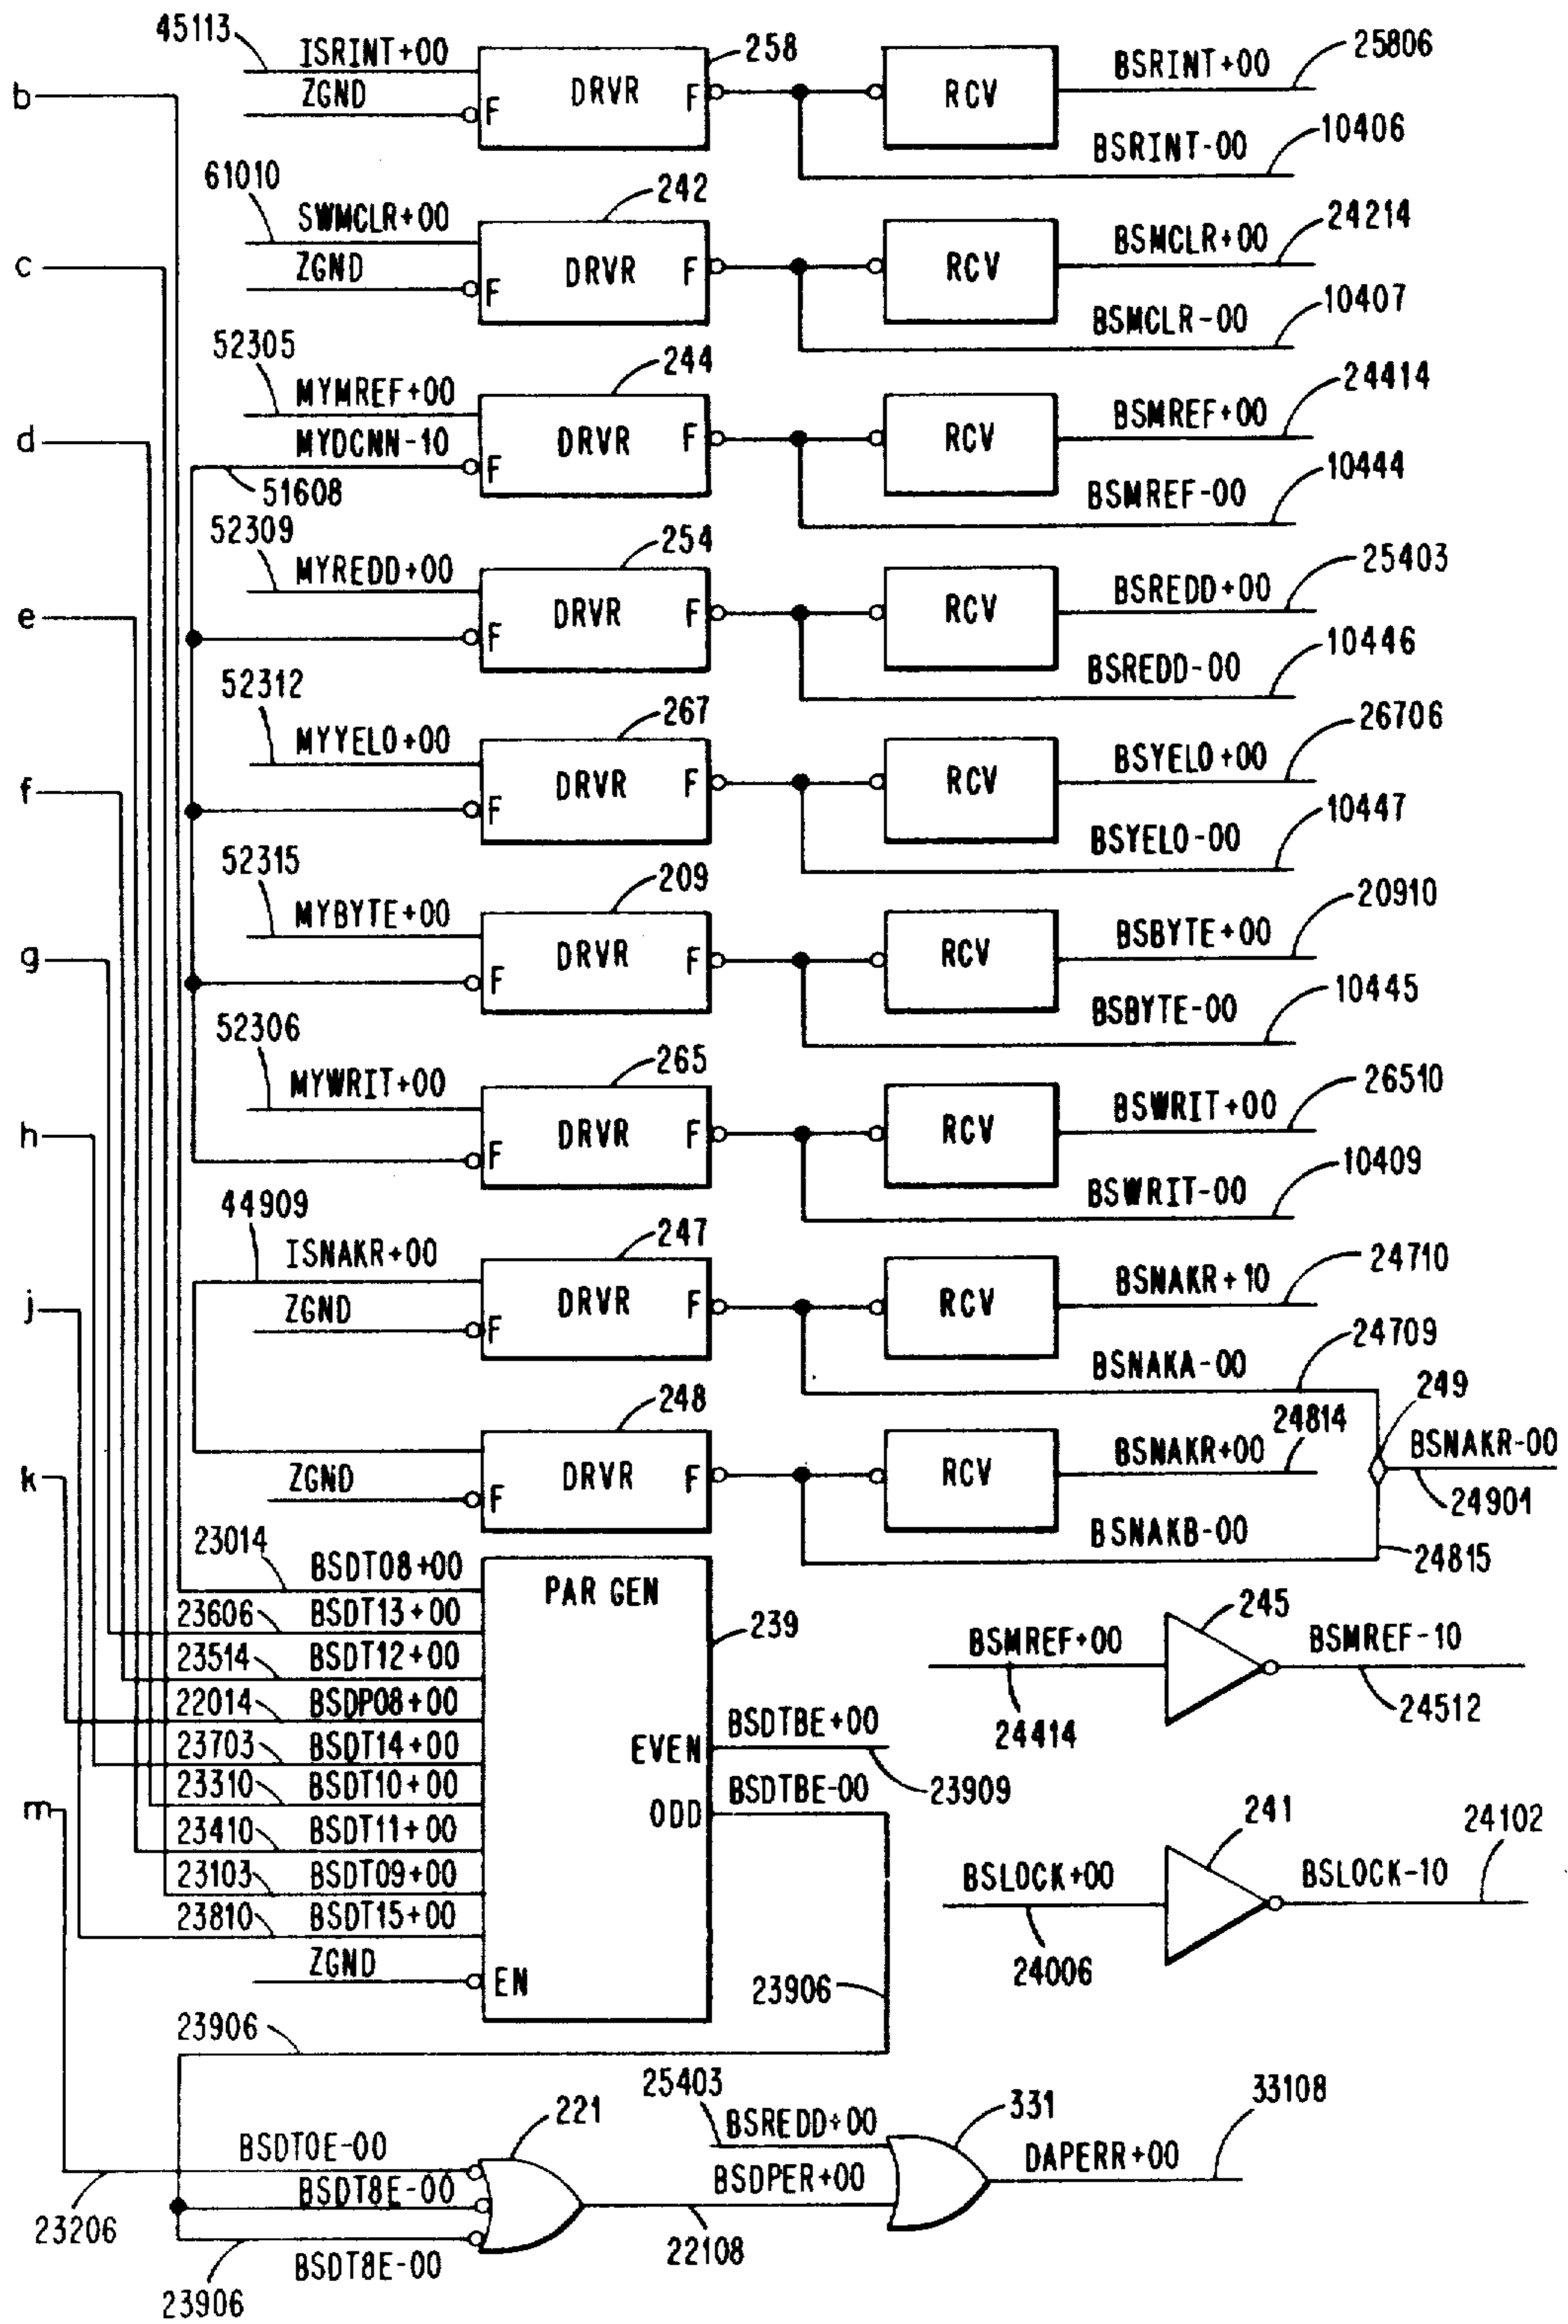 45113 ISRINT+00 258 BSRINT+00 25806
b ZGND F DRVR F RCV
BSRINT-00 10406
61010 SWMCLR+00 242 BSMCLR+00 24214
c ZGND F DRVR F RCV
BSMCLR-00 10407
52305 MYMREF+00 244 BSMREF+00 24414
d MYDCNN-10 F DRVR F RCV
51608 BSMREF-00 10444
52309 MYREDD+00 254 BSREDD+00 25403
e F DRVR F RCV
BSREDD-00 10446
52312 MYYELO+00 267 BSYELO+00 26706
f F DRVR F RCV
BSYELO-00 10447
52315 MYBYTE+00 209 BSBYTE+00 20910
g F DRVR F RCV
BSBYTE-00 10445
52306 MYWRIT+00 265 BSWRIT+00 26510
h F DRVR F RCV
BSWRIT-00 10409
44909 ISNAKR+00 247 BSNAKR+10 24710
j ZGND F DRVR F RCV
BSNAKA-00 24709
248 24814 249
k ZGND F DRVR F RCV BSNAKR+00 BSNAKR-00
24901
BSNAKB-00 24815
23014 BSDT08+00 PAR GEN
23606 BSDT13+00 239 245
23514 BSDT12+00 BSMREF+00 BSMREF-10
22014 BSDP08+00 24414 24512
23703 BSDT14+00 EVEN BSDTBE+00 23909
m 23310 BSDT10+00 ODD BSDTBE-00
23410 BSDT11+00 241 24102
23103 BSDT09+00 BSLOCK+00 BSLOCK-10
23810 BSDT15+00 24006
ZGND EN 23906
23906
25403 BSREDD+00 331 33108
BSDT0E-00 221 BSDPER+00 DAPERR+00
23206 BSDT8E-00 22108
23906 BSDT8E-00